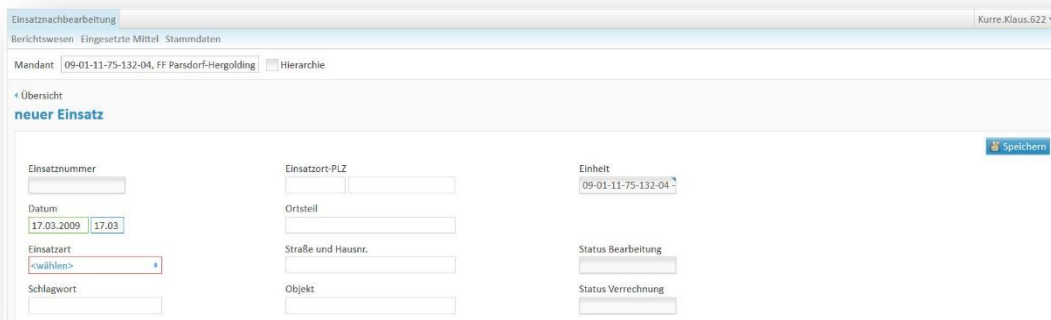 Einsatznachbearbeitung Kurre.Klaus.622
Berichtswesen Eingesetzte Mittel Stammdaten
Mandant 09-01-11-75-132-04, FF Parsdorf-Hergolding Hierarchie
Übersicht
neuer Einsatz
Speichern
Einsatznummer Einsatzort-PLZ Einheit
09-01-11-75-132-04 -
Datum Ortsteil
17.03.2009 17.03
Einsatzart Straße und Hausnr. Status Bearbeitung
<wählen>
Schlagwort Objekt Status Verrechnung